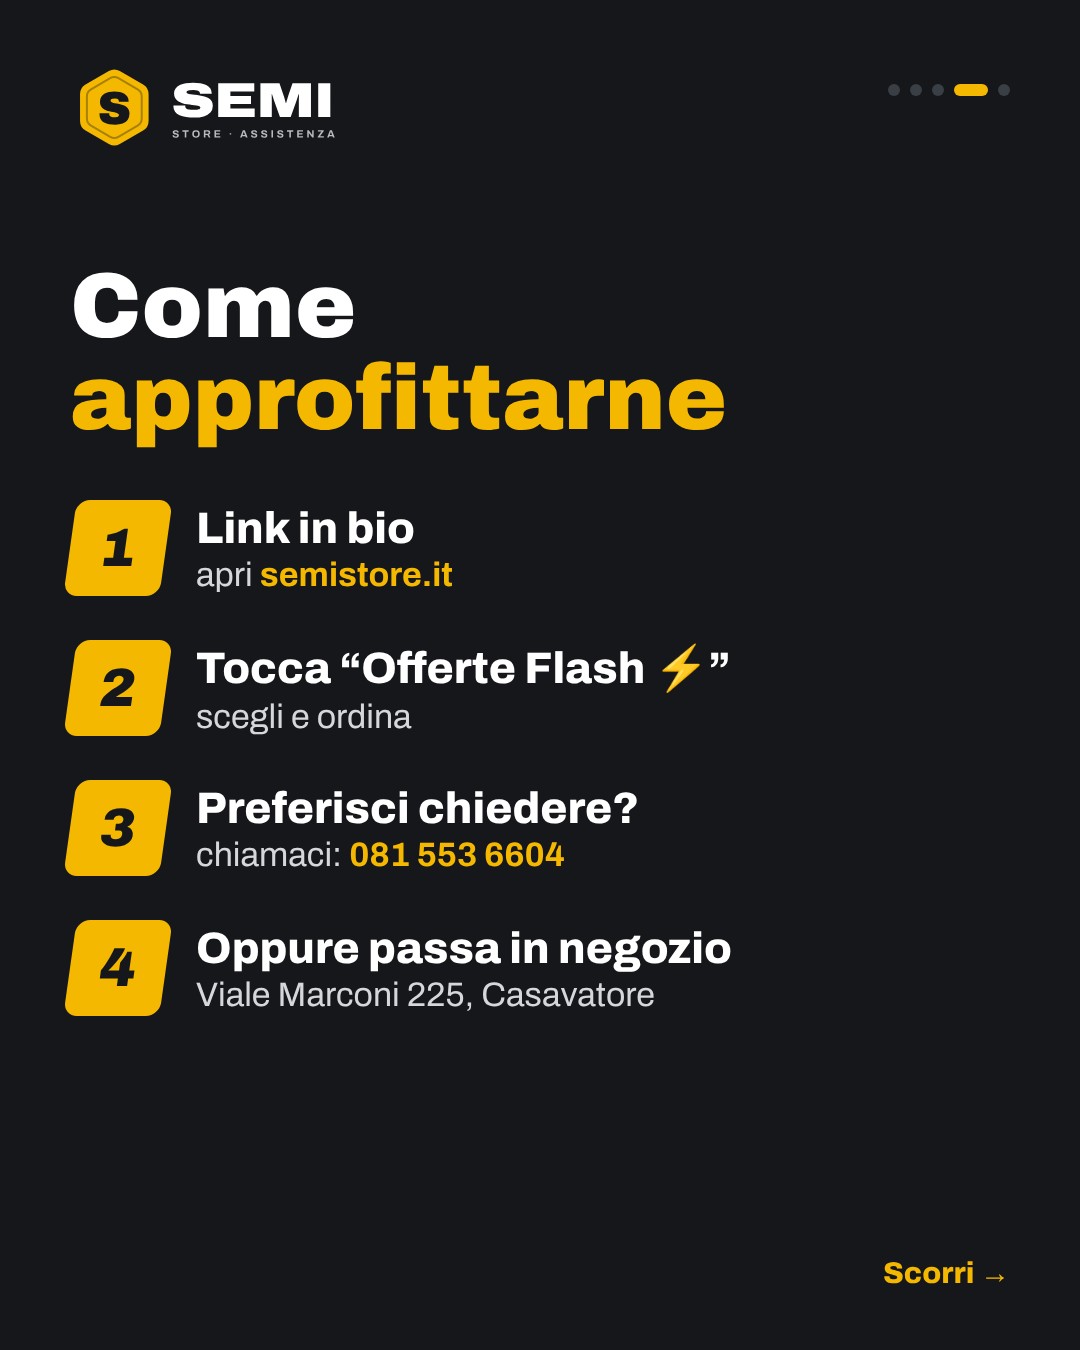 S
SEMI
STORE · ASSISTENZA
Come
approfittarne
1
Link in bio
apri semistore.it
2
Tocca “Offerte Flash ⚡”
scegli e ordina
3
Preferisci chiedere?
chiamaci: 081 553 6604
4
Oppure passa in negozio
Viale Marconi 225, Casavatore
Scorri →